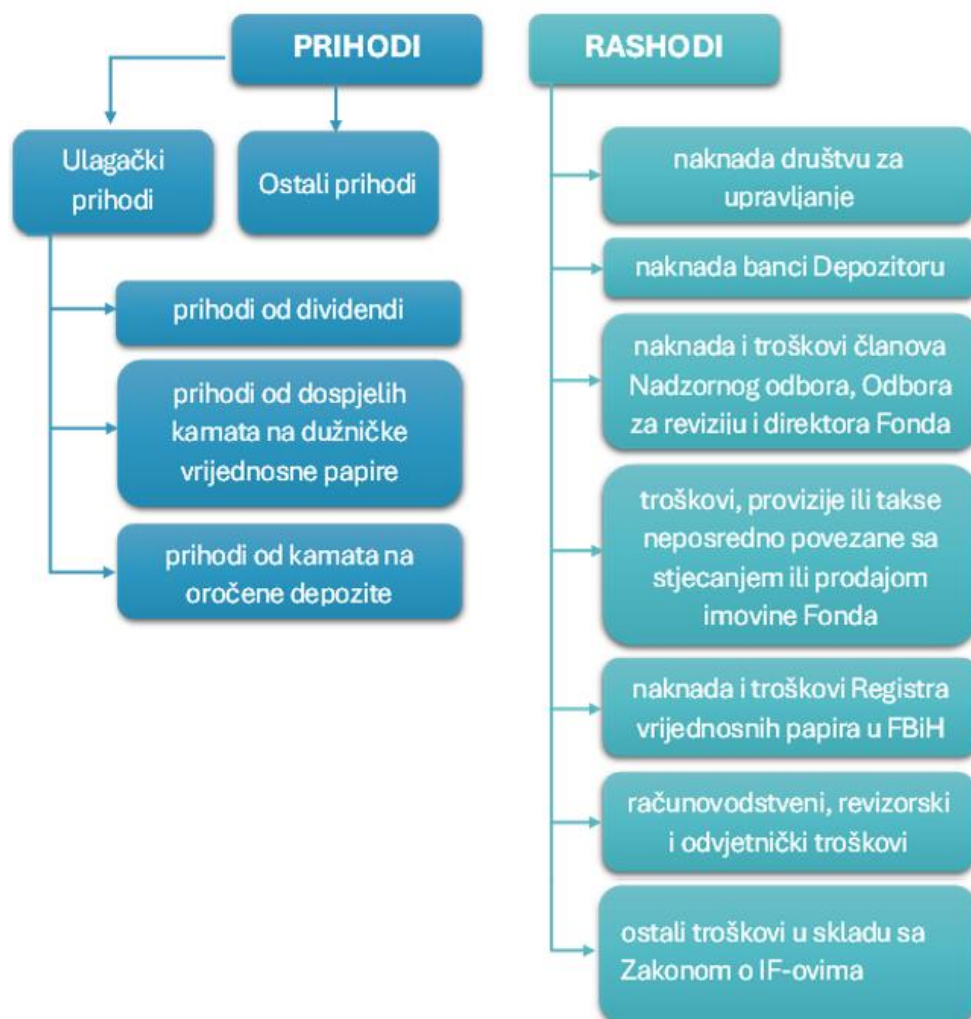 PRIHODI
Ulagački
prihodi
Ostali prihodi
prihodi od dividendi
prihodi od dospjelih
kamata na dužničke
vrijednosne papire
prihodi od kamata na
oročene depozite
RASHODI
naknada društvu za
upravljanje
naknada banci Depozitoru
naknada i troškovi članova
Nadzornog odbora, Odbora
za reviziju i direktora Fonda
troškovi, provizije ili takse
neposredno povezane sa
stjecanjem ili prodajom
imovine Fonda
naknada i troškovi Registra
vrijednosnih papira u FBiH
računovodstveni, revizorski
i odvjetnički troškovi
ostali troškovi u skladu sa
Zakonom o IF-ovima